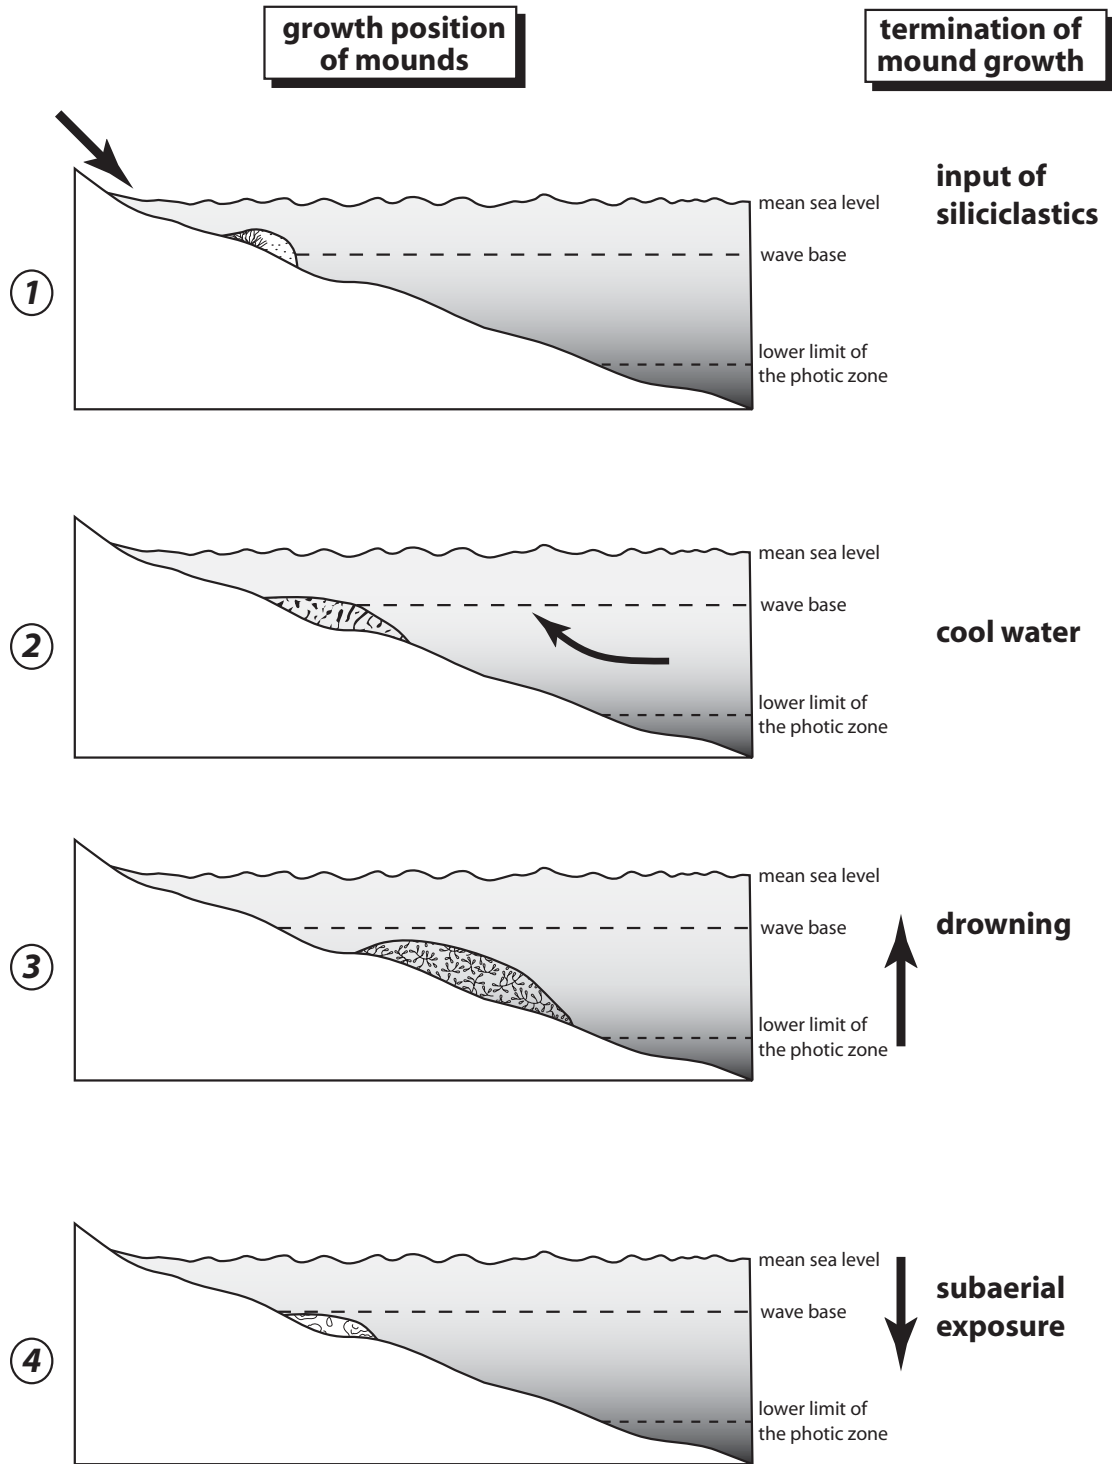 growth position
of mounds
termination of
mound growth
1
mean sea level
wave base
lower limit of
the photic zone
input of
siliciclastics
2
mean sea level
wave base
lower limit of
the photic zone
cool water
3
mean sea level
wave base
lower limit of
the photic zone
drowning
4
mean sea level
wave base
lower limit of
the photic zone
subaerial
exposure